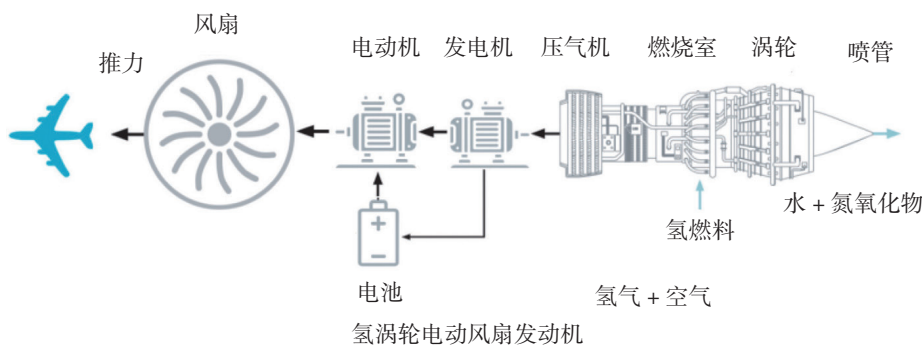 风扇
推力
电动机
发电机
压气机
燃烧室
涡轮
喷管
水 + 氮氧化物
氢燃料
电池
氢气 + 空气
氢涡轮电动风扇发动机